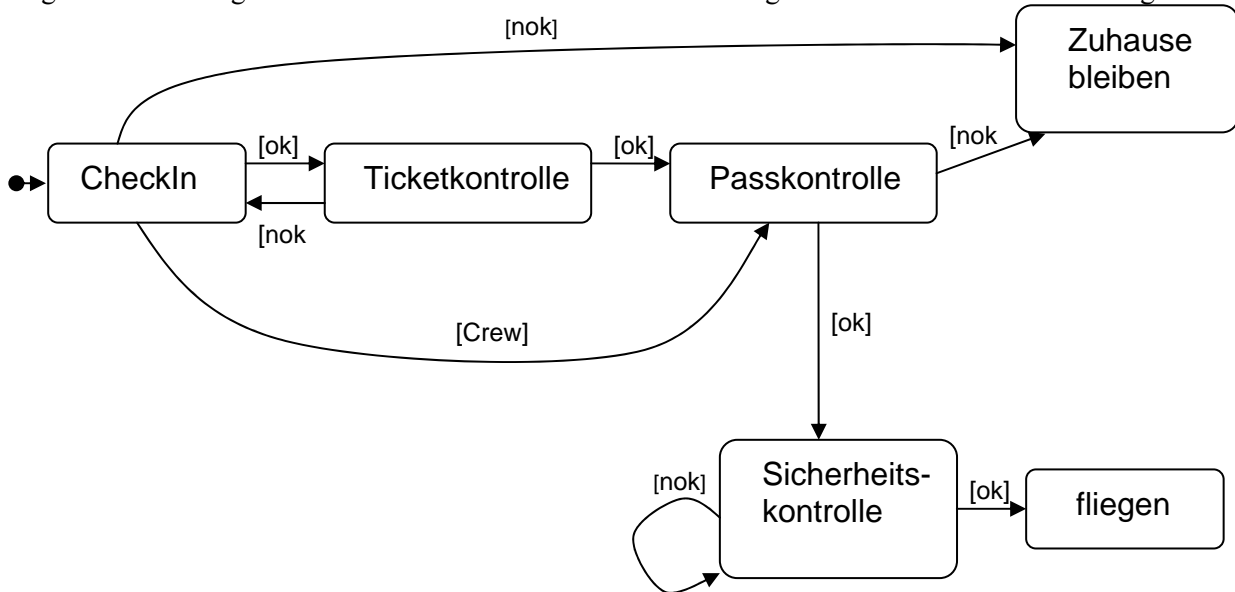 [nok]
Zuhause
bleiben
[ok]
[ok]
[nok
CheckIn
Ticketkontrolle
Passkontrolle
[nok
[Crew]
[ok]
[nok]
Sicherheits-
kontrolle
[ok]
fliegen